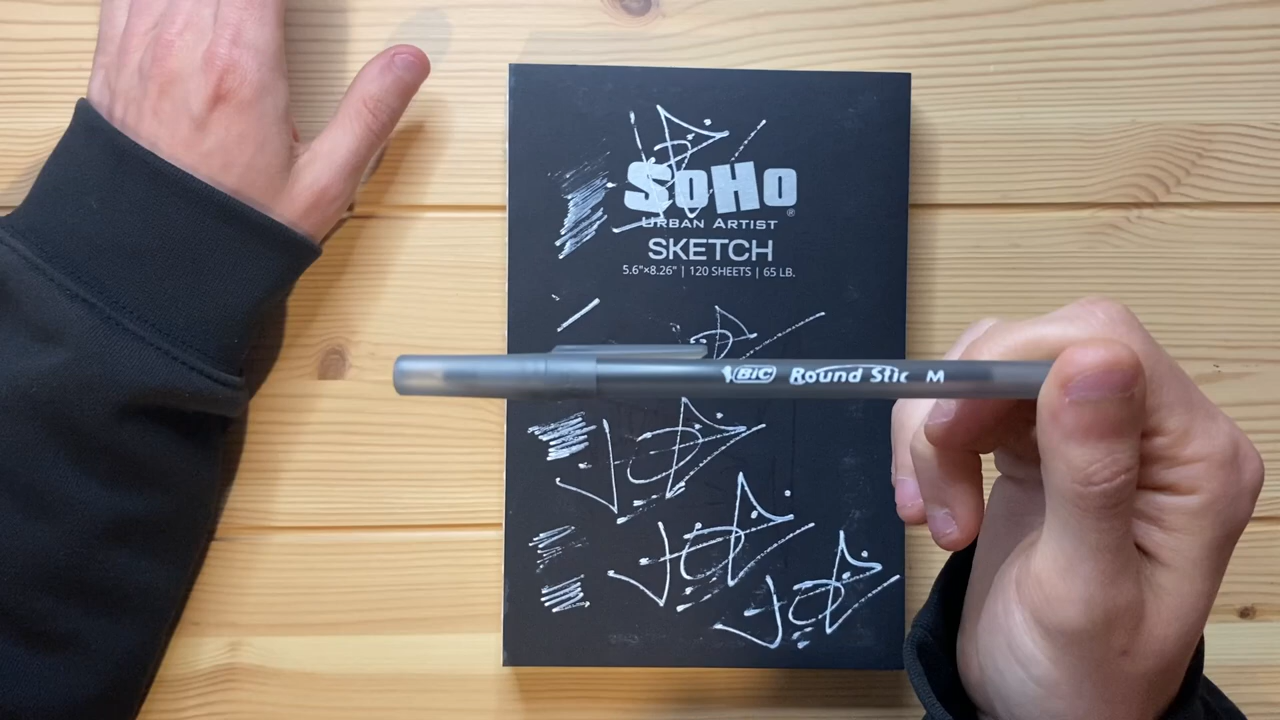 SoHo®
URBAN ARTIST
SKETCH
5.6"×8.26" | 120 SHEETS | 65 LB.
BIC Round Stic M